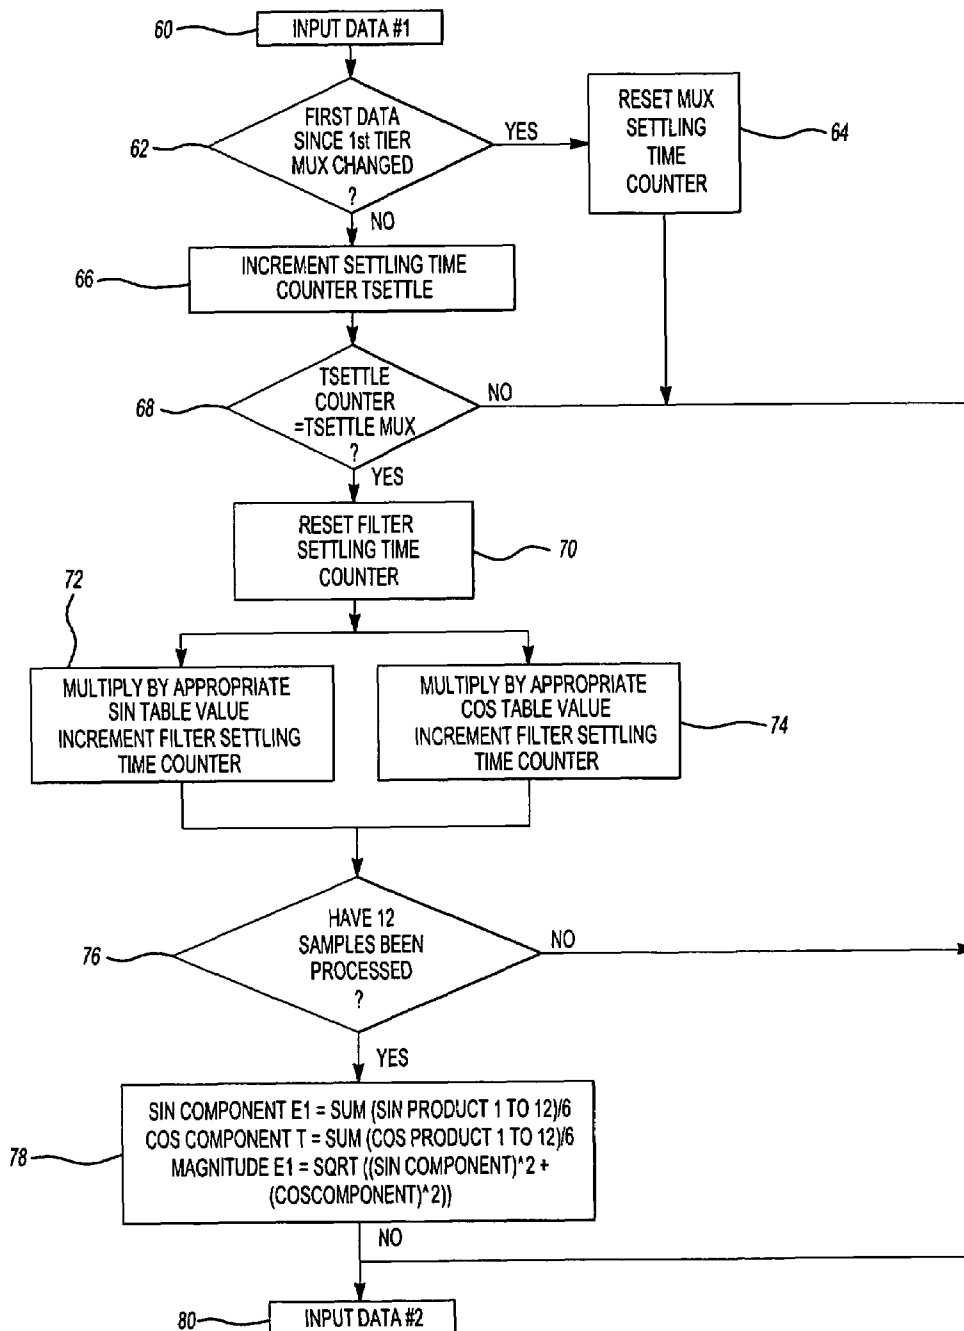 60
INPUT DATA #1
FIRST DATA
SINCE 1st TIER
MUX CHANGED
?
62
YES
RESET MUX
SETTLING
TIME
COUNTER
64
NO
66
INCREMENT SETTLING TIME
COUNTER TSETTLE
68
TSETTLE
COUNTER
=TSETTLE MUX
?
NO
YES
RESET FILTER
SETTLING TIME
COUNTER
70
72
MULTIPLY BY APPROPRIATE
SIN TABLE VALUE
INCREMENT FILTER SETTLING
TIME COUNTER
MULTIPLY BY APPROPRIATE
COS TABLE VALUE
INCREMENT FILTER SETTLING
TIME COUNTER
74
76
HAVE 12
SAMPLES BEEN
PROCESSED
?
NO
YES
78
SIN COMPONENT E1 = SUM (SIN PRODUCT 1 TO 12)/6
COS COMPONENT T = SUM (COS PRODUCT 1 TO 12)/6
MAGNITUDE E1 = SQRT ((SIN COMPONENT)^2 +
(COSCOMPONENT)^2))
NO
80
INPUT DATA #2